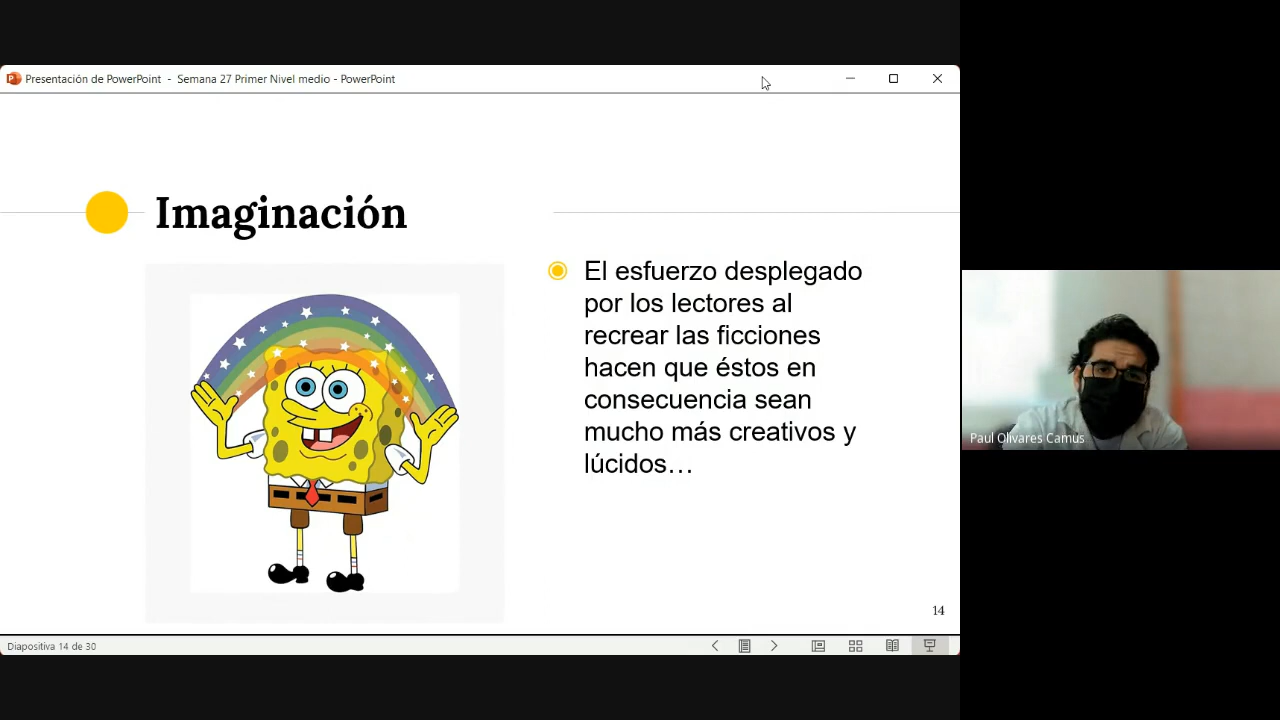 Presentación de PowerPoint - Semana 27 Primer Nivel medio - PowerPoint
Imaginación
El esfuerzo desplegado
por los lectores al
recrear las ficciones
hacen que éstos en
consecuencia sean
mucho más creativos y
lúcidos…
14
Diapositiva 14 de 30
Paul Olivares Camus